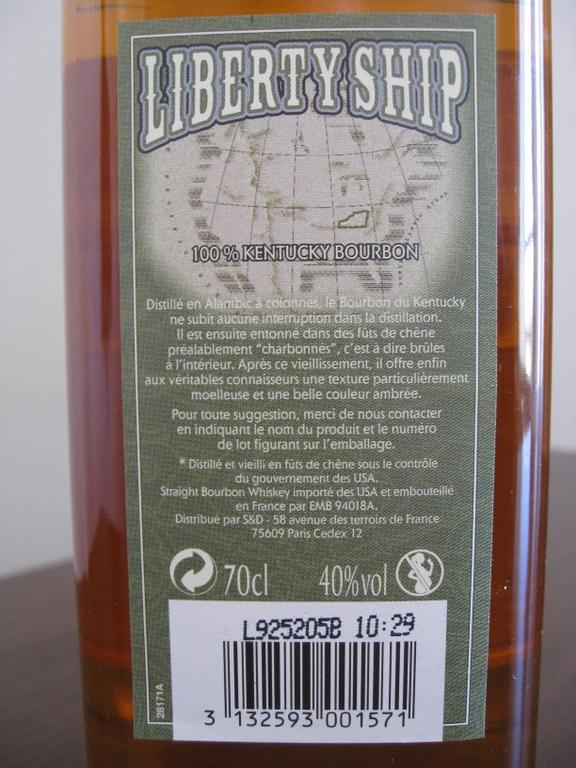 LIBERTY SHIP
100 % KENTUCKY BOURBON
Distillé en Alambic à colonnes, le Bourbon du Kentucky
ne subit aucune interruption dans la distillation.
Il est ensuite entonné dans des fûts de chêne
préalablement "charbonnés", c'est à dire brûlés
à l'intérieur. Après ce vieillissement, il offre enfin
aux véritables connaisseurs une texture particulièrement
moelleuse et une belle couleur ambrée.
Pour toute suggestion, merci de nous contacter
en indiquant le nom du produit et le numéro
de lot figurant sur l'emballage.
* Distillé et vieilli en fûts de chêne sous le contrôle
du gouvernement des USA.
Straight Bourbon Whiskey importé des USA et embouteillé
en France par EMB 94018A.
Distribué par S&D - 58 avenue des terroirs de France
75609 Paris Cedex 12
70cl 40%vol
L925205B 10:29
28171A
3 132593 001571